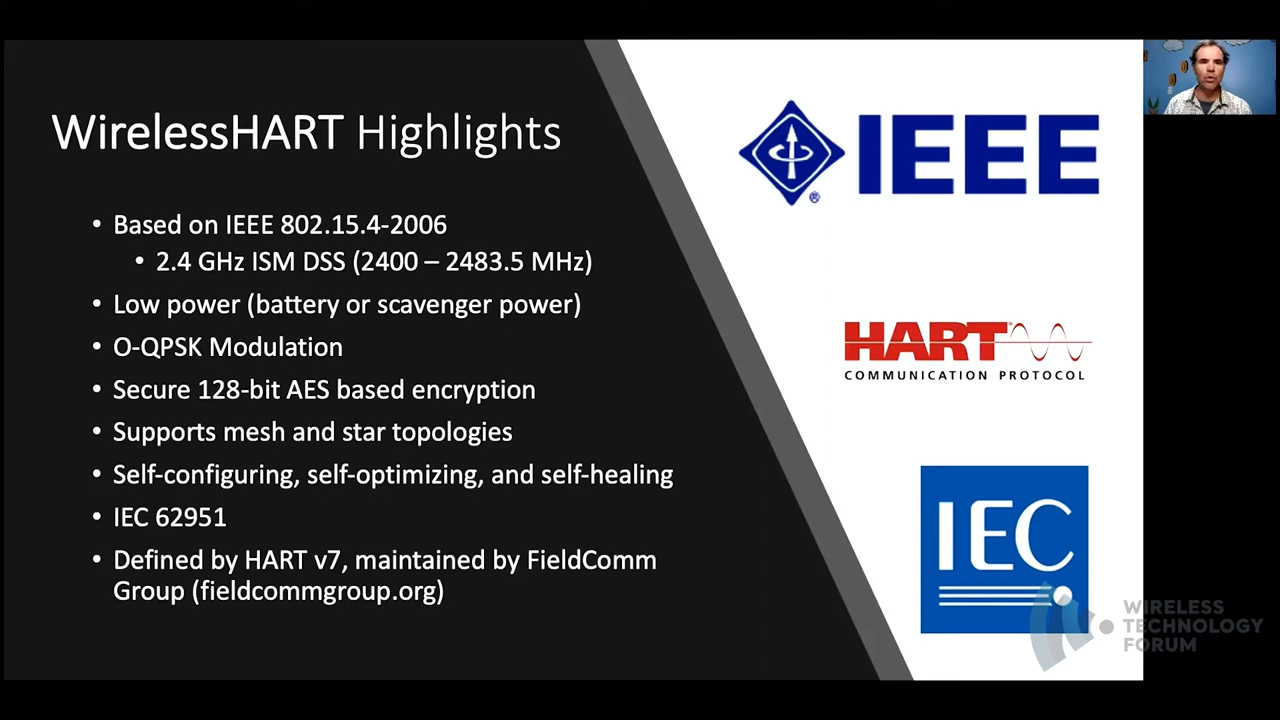 WirelessHART Highlights
• Based on IEEE 802.15.4-2006
• 2.4 GHz ISM DSS (2400 – 2483.5 MHz)
• Low power (battery or scavenger power)
• O-QPSK Modulation
• Secure 128-bit AES based encryption
• Supports mesh and star topologies
• Self-configuring, self-optimizing, and self-healing
• IEC 62951
• Defined by HART v7, maintained by FieldComm
Group (fieldcommgroup.org)
IEEE
®
HART
COMMUNICATION PROTOCOL
IEC
WIRELESS
TECHNOLOGY
FORUM